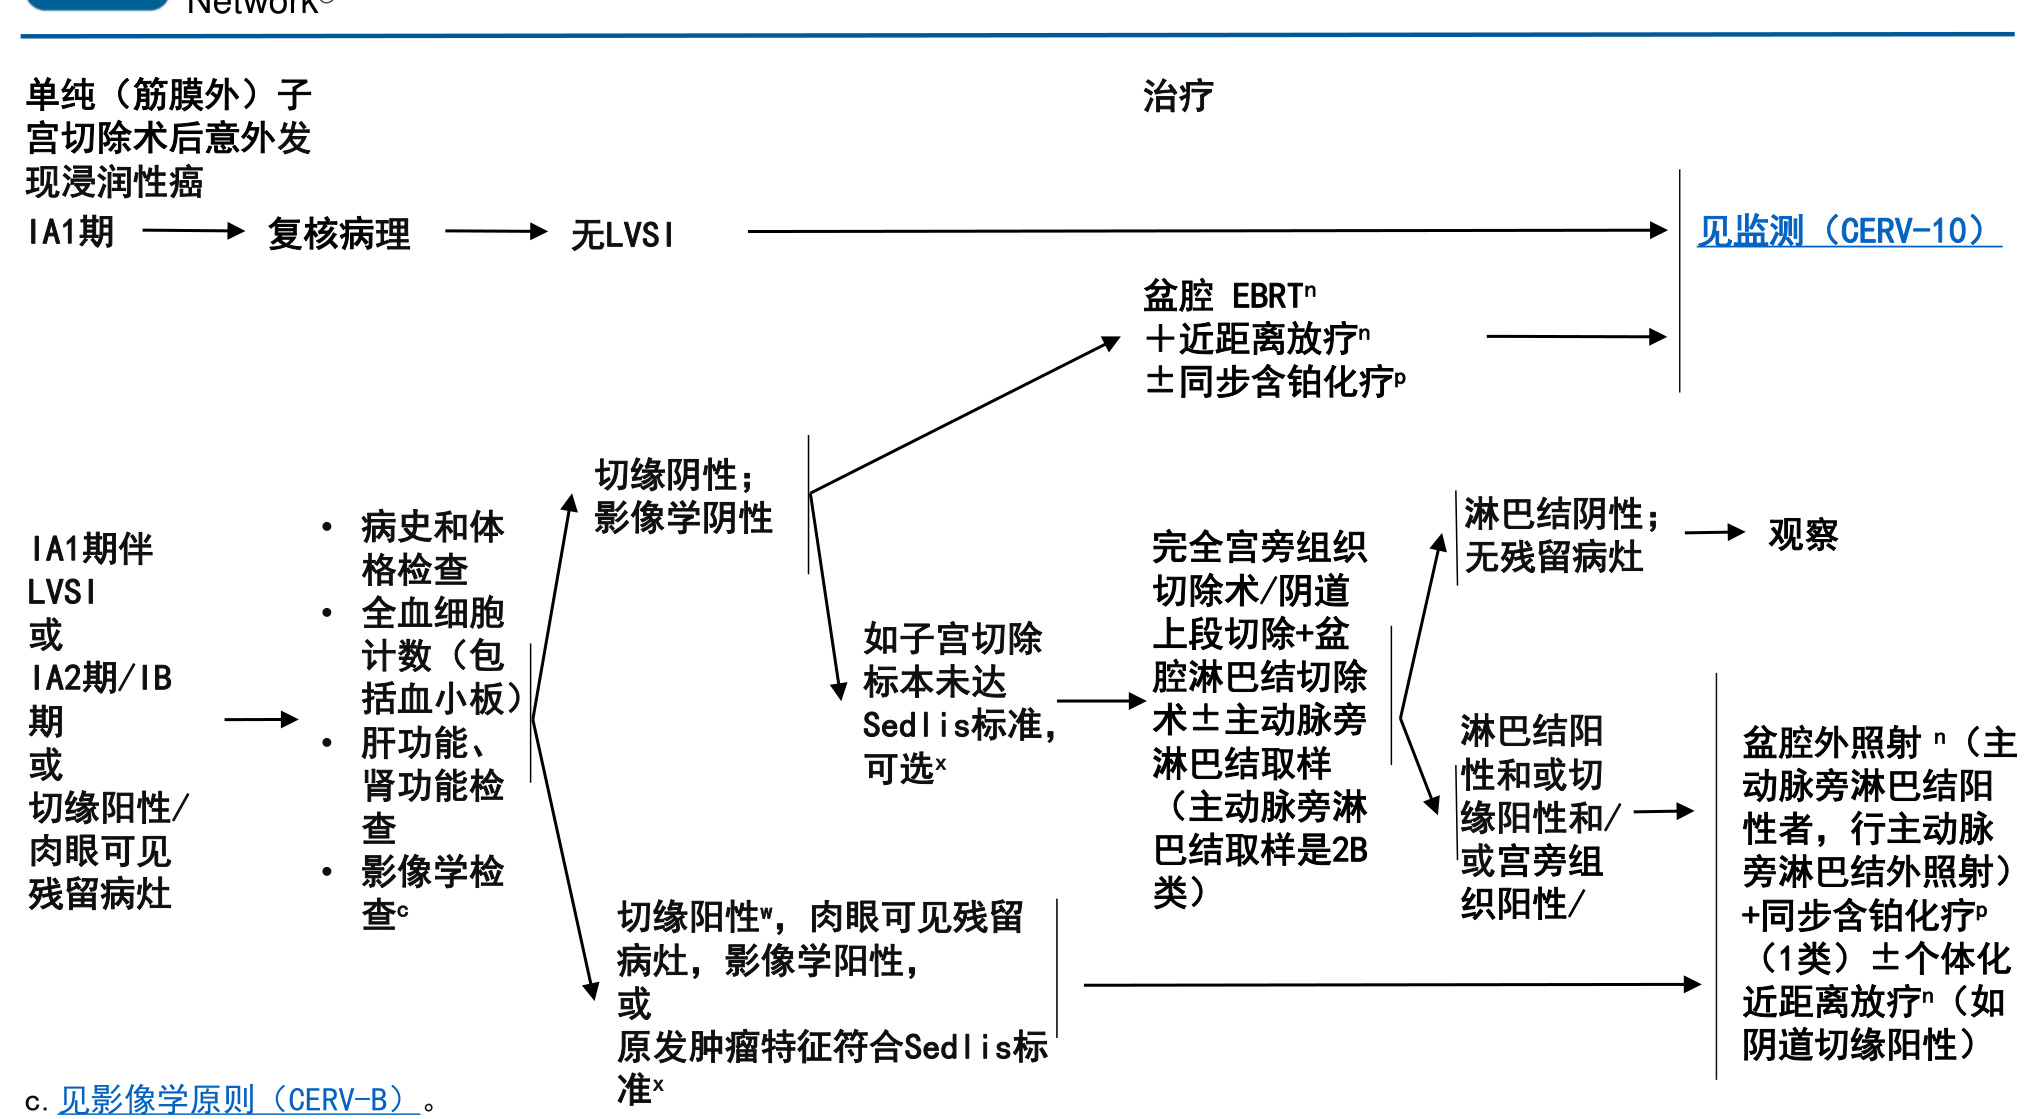 Network®
单纯（筋膜外）子
宫切除术后意外发
现浸润性癌
治疗
IA1期
复核病理
无LVSI
见监测（CERV-10）
盆腔 EBRTⁿ
＋近距离放疗ⁿ
±同步含铂化疗ᵖ
IA1期伴
LVSI
或
IA2期/IB
期
或
切缘阳性/
肉眼可见
残留病灶
• 病史和体
格检查
• 全血细胞
计数（包
括血小板）
• 肝功能、
肾功能检
查
• 影像学检
查ᶜ
切缘阴性；
影像学阴性
如子宫切除
标本未达
Sedlis标准，
可选ˣ
完全宫旁组织
切除术/阴道
上段切除+盆
腔淋巴结切除
术±主动脉旁
淋巴结取样
（主动脉旁淋
巴结取样是2B
类）
淋巴结阴性；
无残留病灶
观察
淋巴结阳
性和或切
缘阳性和/
或宫旁组
织阳性/
切缘阳性ʷ，肉眼可见残留
病灶，影像学阳性，
或
原发肿瘤特征符合Sedlis标
准ˣ
盆腔外照射 ⁿ（主
动脉旁淋巴结阳
性者，行主动脉
旁淋巴结外照射）
+同步含铂化疗ᵖ
（1类）±个体化
近距离放疗ⁿ（如
阴道切缘阳性）
c. 见影像学原则（CERV-B）。